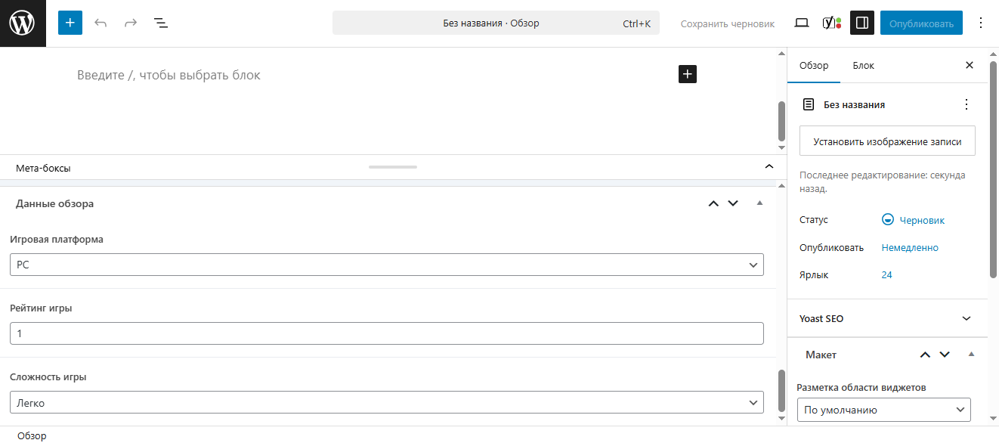 Без названия · Обзор
Ctrl+K
Сохранить черновик
Опубликовать
Введите /, чтобы выбрать блок
Мета-боксы
Данные обзора
Игровая платформа
PC
Рейтинг игры
1
Сложность игры
Легко
Обзор
Обзор
Блок
Без названия
Установить изображение записи
Последнее редактирование: секунда
назад.
Статус
Черновик
Опубликовать
Немедленно
Ярлык
24
Yoast SEO
Макет
Разметка области виджетов
По умолчанию